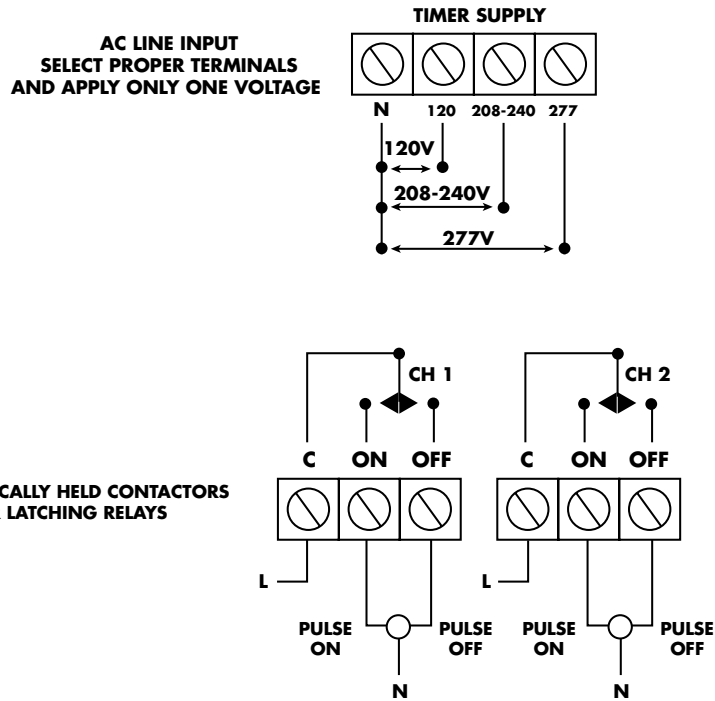 TIMER SUPPLY
AC LINE INPUT
SELECT PROPER TERMINALS
AND APPLY ONLY ONE VOLTAGE
N 120 208-240 277
120V
208-240V
277V
CH 1 CH 2
C ON OFF C ON OFF
CALLY HELD CONTACTORS
LATCHING RELAYS
L L
PULSE PULSE PULSE PULSE
ON OFF ON OFF
N N